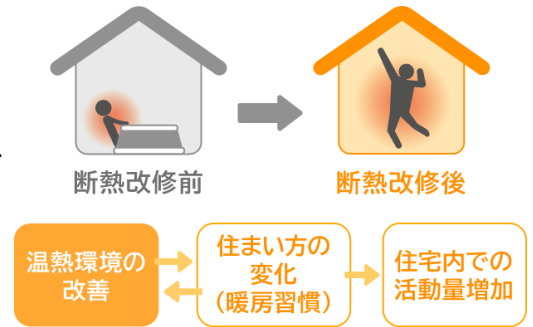 断熱改修前
断熱改修後
温熱環境の
改善
住まい方の
変化
（暖房習慣）
住宅内での
活動量増加